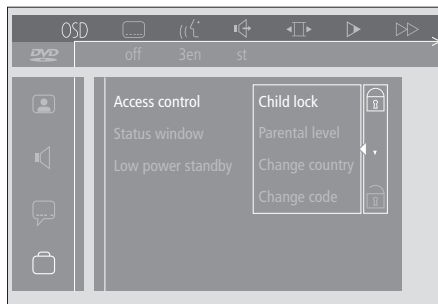 OSD
DVD off 3en st
Access control Child lock
Status window Parental level
Low power standby Change country
Change code